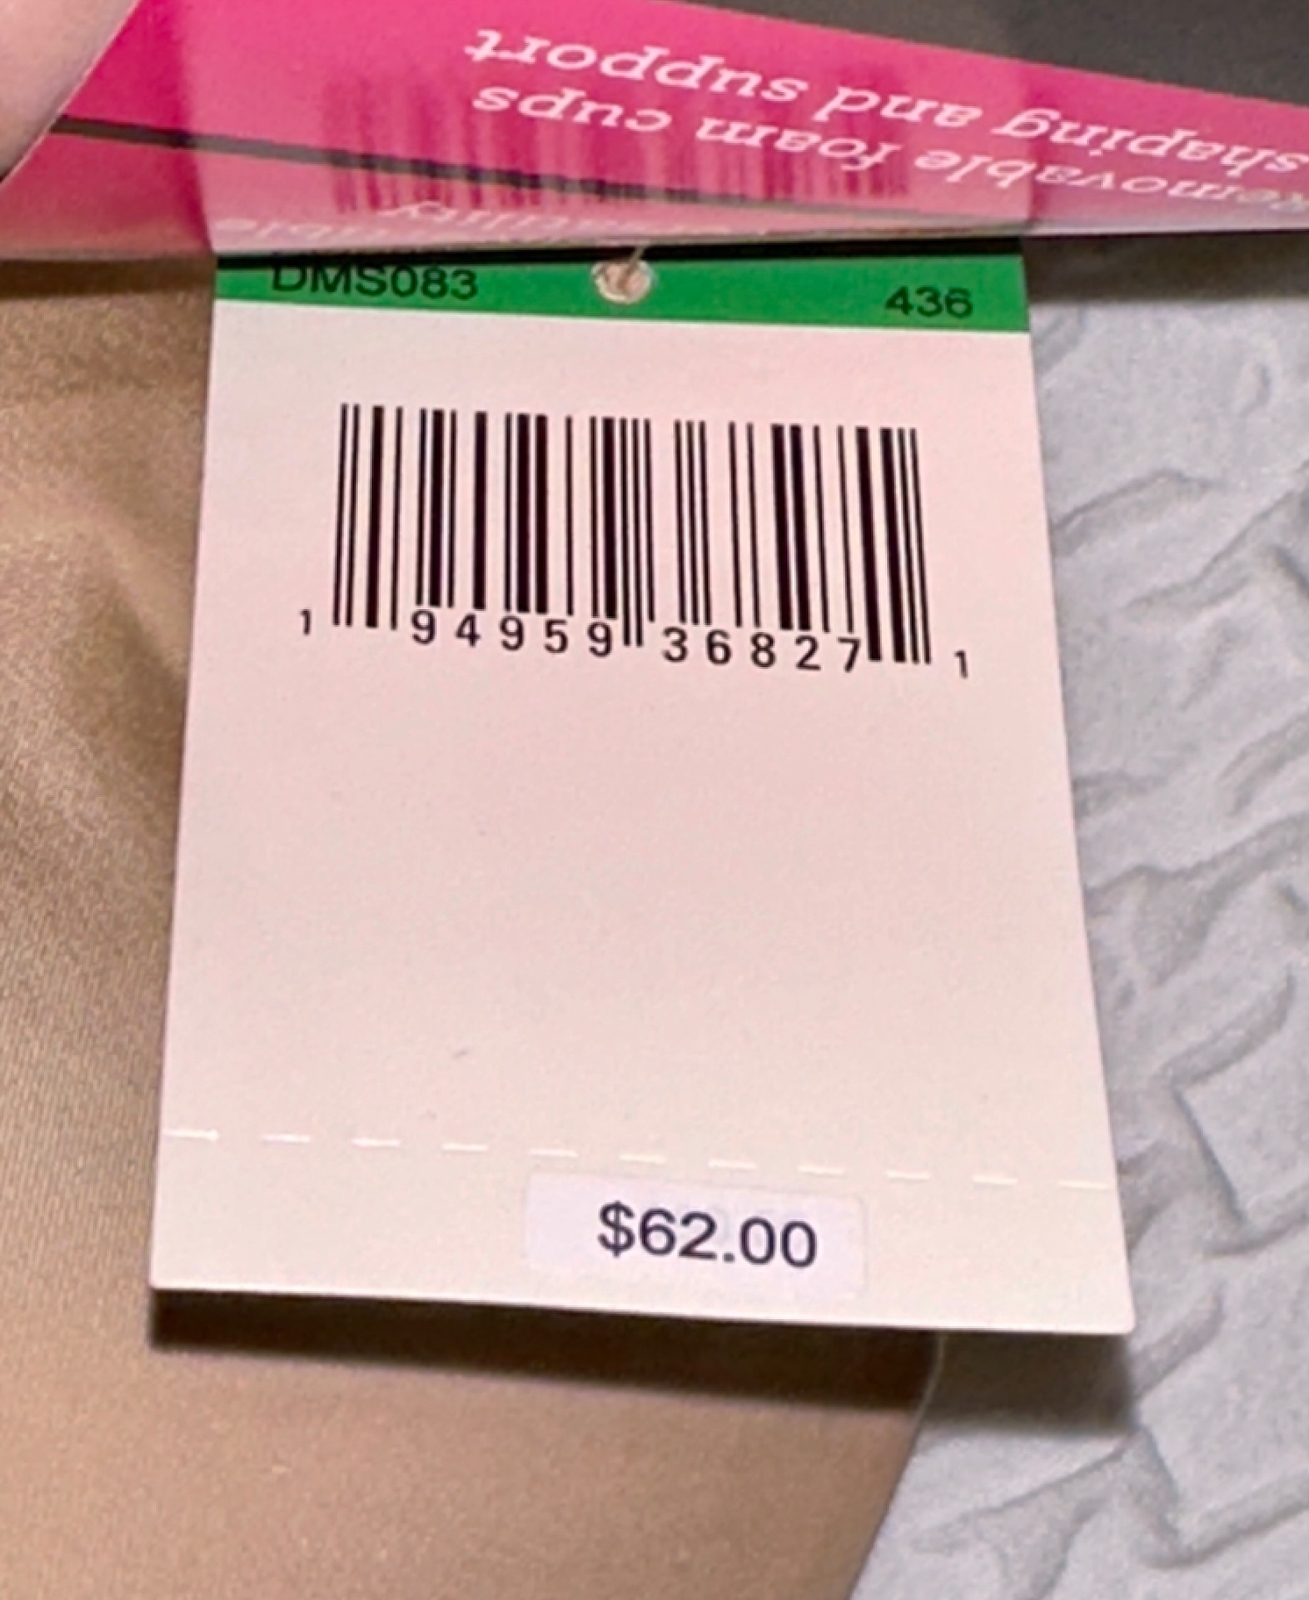 shaping and support
Removable foam cups
DMS083
436
1 94959 36827 1
$62.00